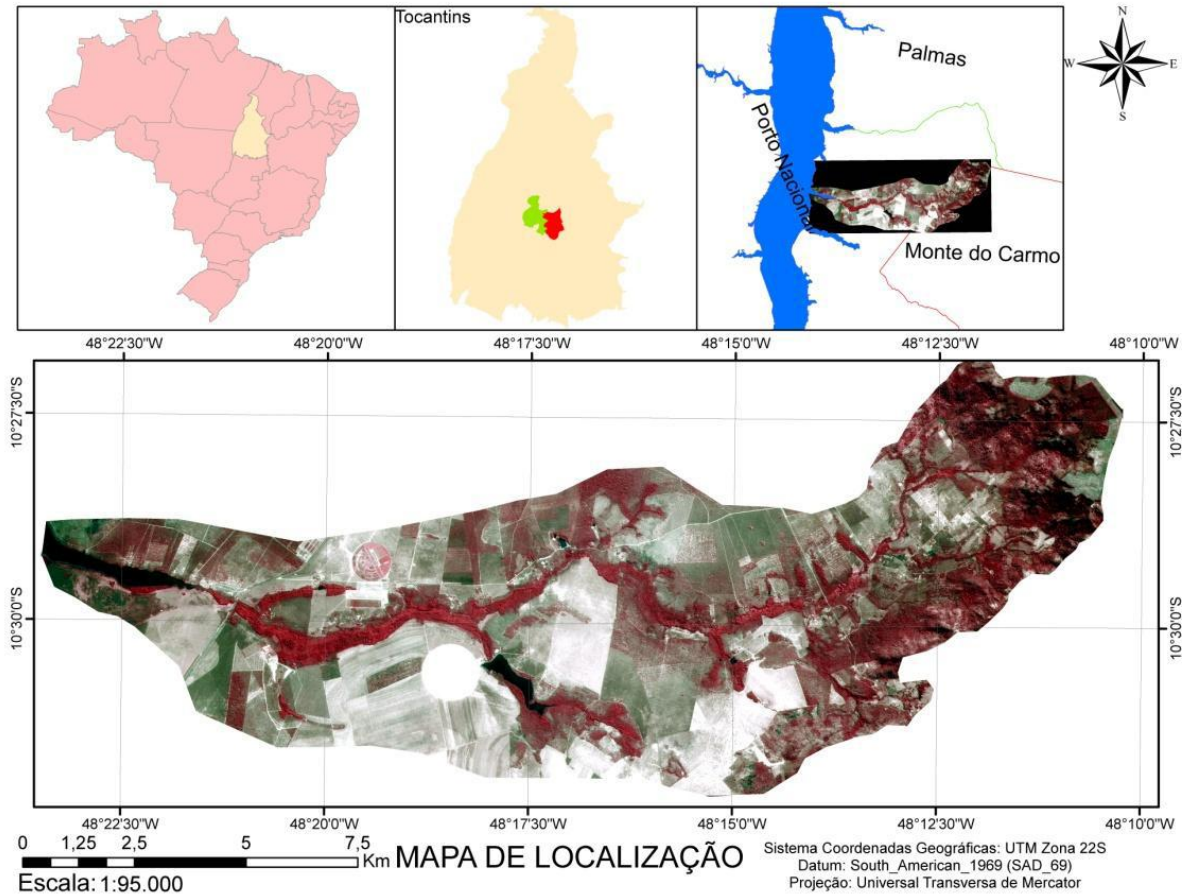 Tocantins
Palmas
Porto Nacional
Monte do Carmo
N
W
E
S
48°22'30"W 48°20'0"W 48°17'30"W 48°15'0"W 48°12'30"W 48°10'0"W
10°27'30"S
10°27'30"S
10°30'0"S
10°30'0"S
48°22'30"W 48°20'0"W 48°17'30"W 48°15'0"W 48°12'30"W 48°10'0"W
0 1,25 2,5 5 7,5
Km
MAPA DE LOCALIZAÇÃO
Escala: 1:95.000
Sistema Coordenadas Geográficas: UTM Zona 22S
Datum: South_American_1969 (SAD_69)
Projeção: Universal Transversa de Mercator